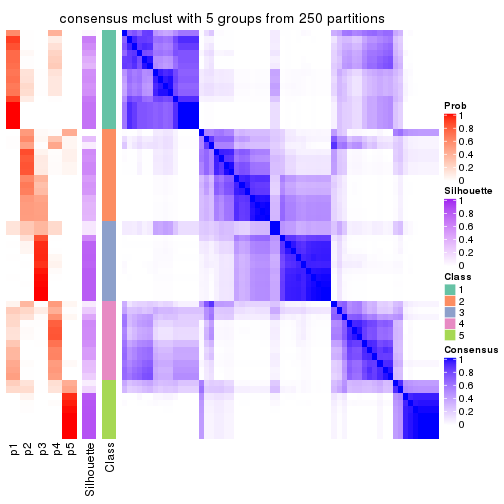 consensus mclust with 5 groups from 250 partitions
Prob
1
0.8
0.6
0.4
0.2
0
Silhouette
1
0.8
0.6
0.4
0.2
0
Class
1
2
3
4
5
Consensus
1
0.8
0.6
0.4
0.2
0
p1
p2
p3
p4
p5
Silhouette
Class